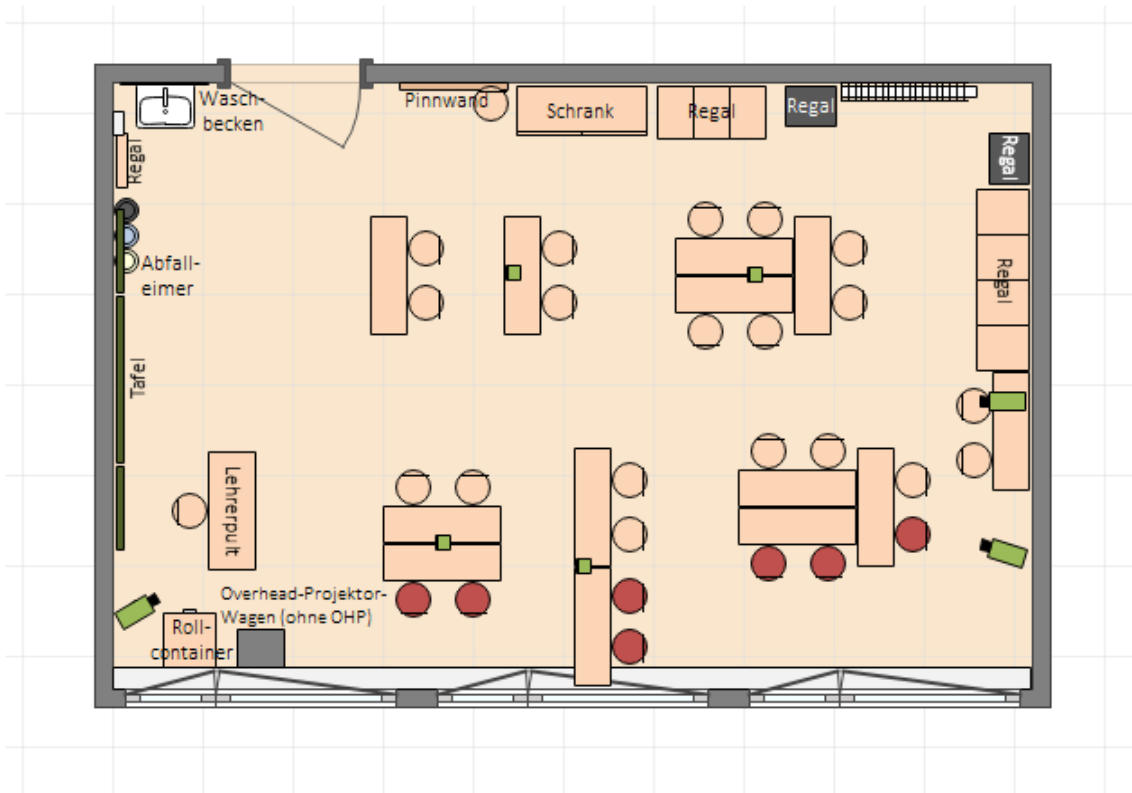 Wasch-
becken
Pinnwand
Schrank
Regal
Regal
Regal
Regal
Regal
Abfall-
eimer
Tafel
Lehrerpult
Overhead-Projektor-
Wagen (ohne OHP)
Roll-
container